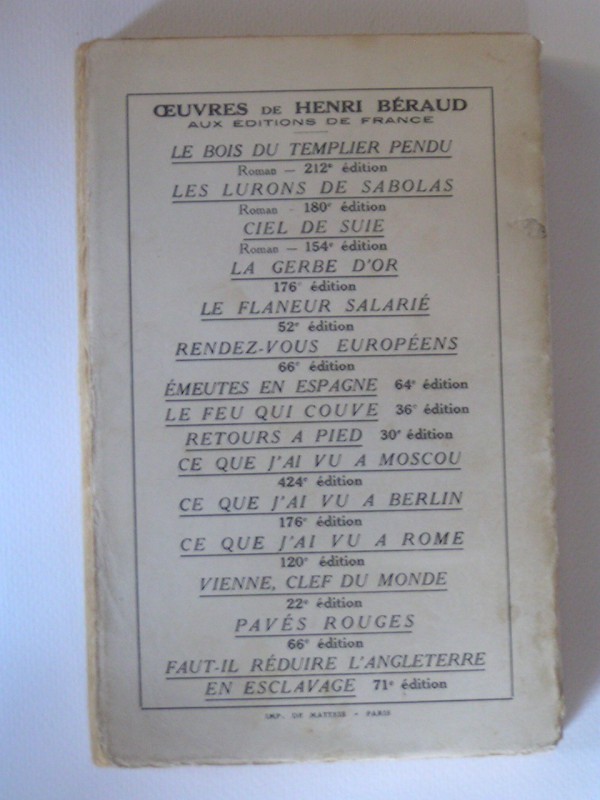 ŒUVRES DE HENRI BÉRAUD
AUX ÉDITIONS DE FRANCE
LE BOIS DU TEMPLIER PENDU
Roman — 212e édition
LES LURONS DE SABOLAS
Roman - 180e édition
CIEL DE SUIE
Roman — 154e édition
LA GERBE D'OR
176e édition
LE FLANEUR SALARIÉ
52e édition
RENDEZ-VOUS EUROPÉENS
66e édition
ÉMEUTES EN ESPAGNE 64e édition
LE FEU QUI COUVE 36e édition
RETOURS A PIED 30e édition
CE QUE J'AI VU A MOSCOU
424e édition
CE QUE J'AI VU A BERLIN
176e édition
CE QUE J'AI VU A ROME
120e édition
VIENNE, CLEF DU MONDE
22e édition
PAVÉS ROUGES
66e édition
FAUT-IL RÉDUIRE L'ANGLETERRE
EN ESCLAVAGE 71e édition
IMP. DE MATTEIS - PARIS